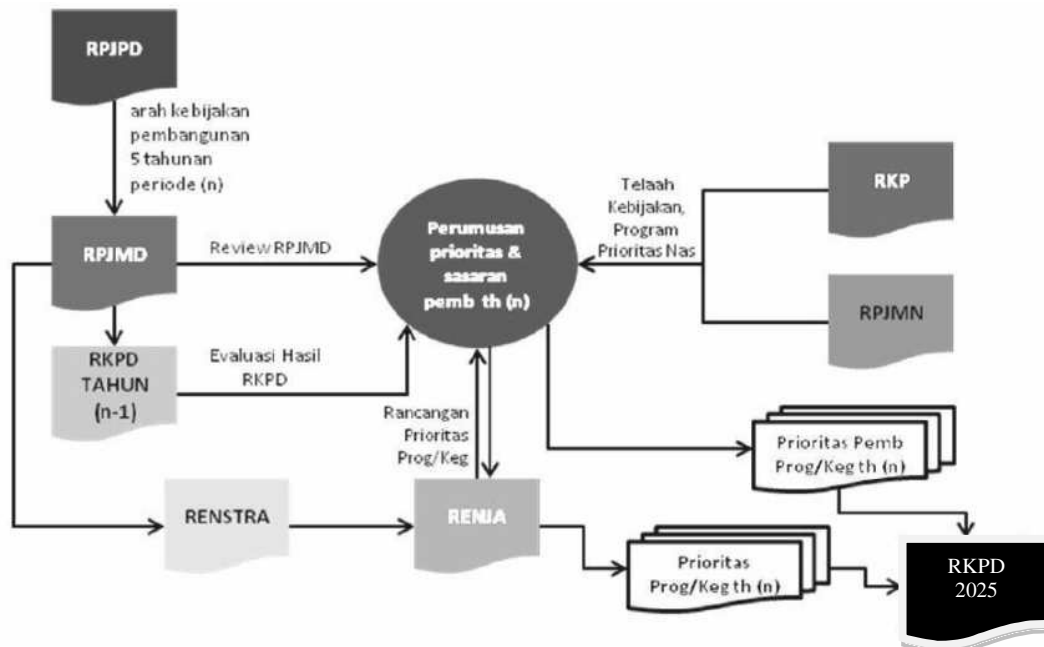 RPJPD
arah kebijakan
pembangunan
5 tahunan
periode (n)
RPJMD
Review RPJMD
Perumusan
prioritas &
sasaran
pemb th (n)
Telaah
Kebijakan,
Program
Prioritas Nas
RKP
RPJMN
RKPD
TAHUN
(n-1)
Evaluasi Hasil
RKPD
Rancangan
Prioritas
Prog/Keg
Prioritas Pemb
Prog/Keg th (n)
RENSTRA
RENJA
Prioritas
Prog/Keg th (n)
RKPD
2025